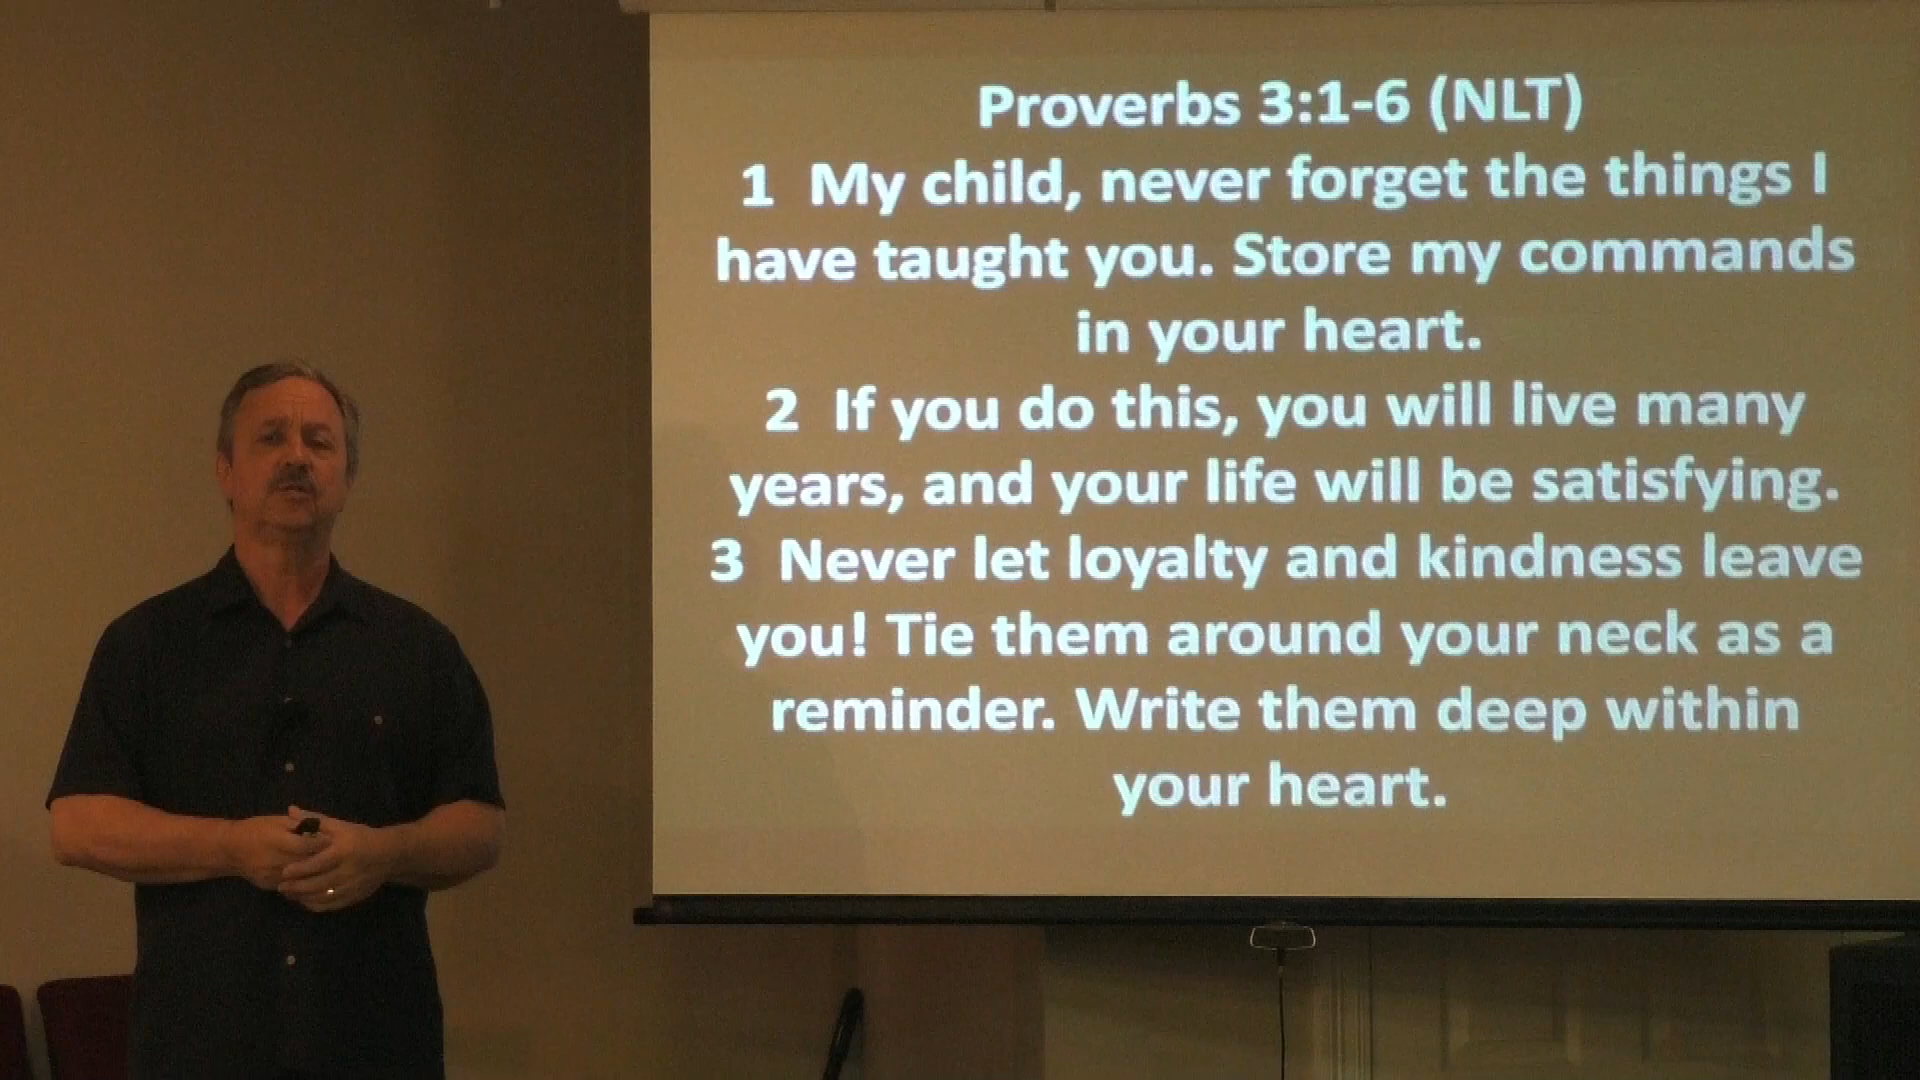 Proverbs 3:1-6 (NLT)
1 My child, never forget the things I
have taught you. Store my commands
in your heart.
2 If you do this, you will live many
years, and your life will be satisfying.
3 Never let loyalty and kindness leave
you! Tie them around your neck as a
reminder. Write them deep within
your heart.